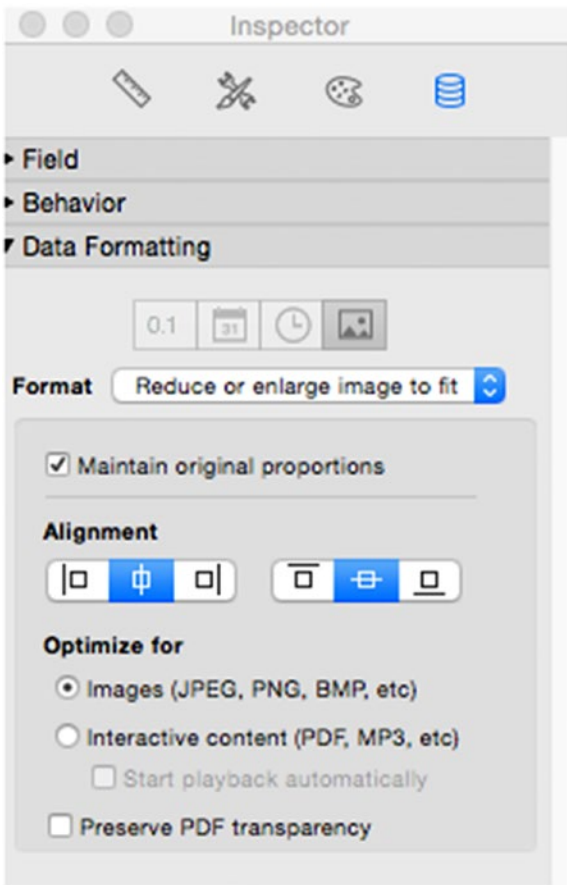 Inspector
Field
Behavior
Data Formatting
0.1 31
Format Reduce or enlarge image to fit
Maintain original proportions
Alignment
Optimize for
Images (JPEG, PNG, BMP, etc)
Interactive content (PDF, MP3, etc)
Start playback automatically
Preserve PDF transparency